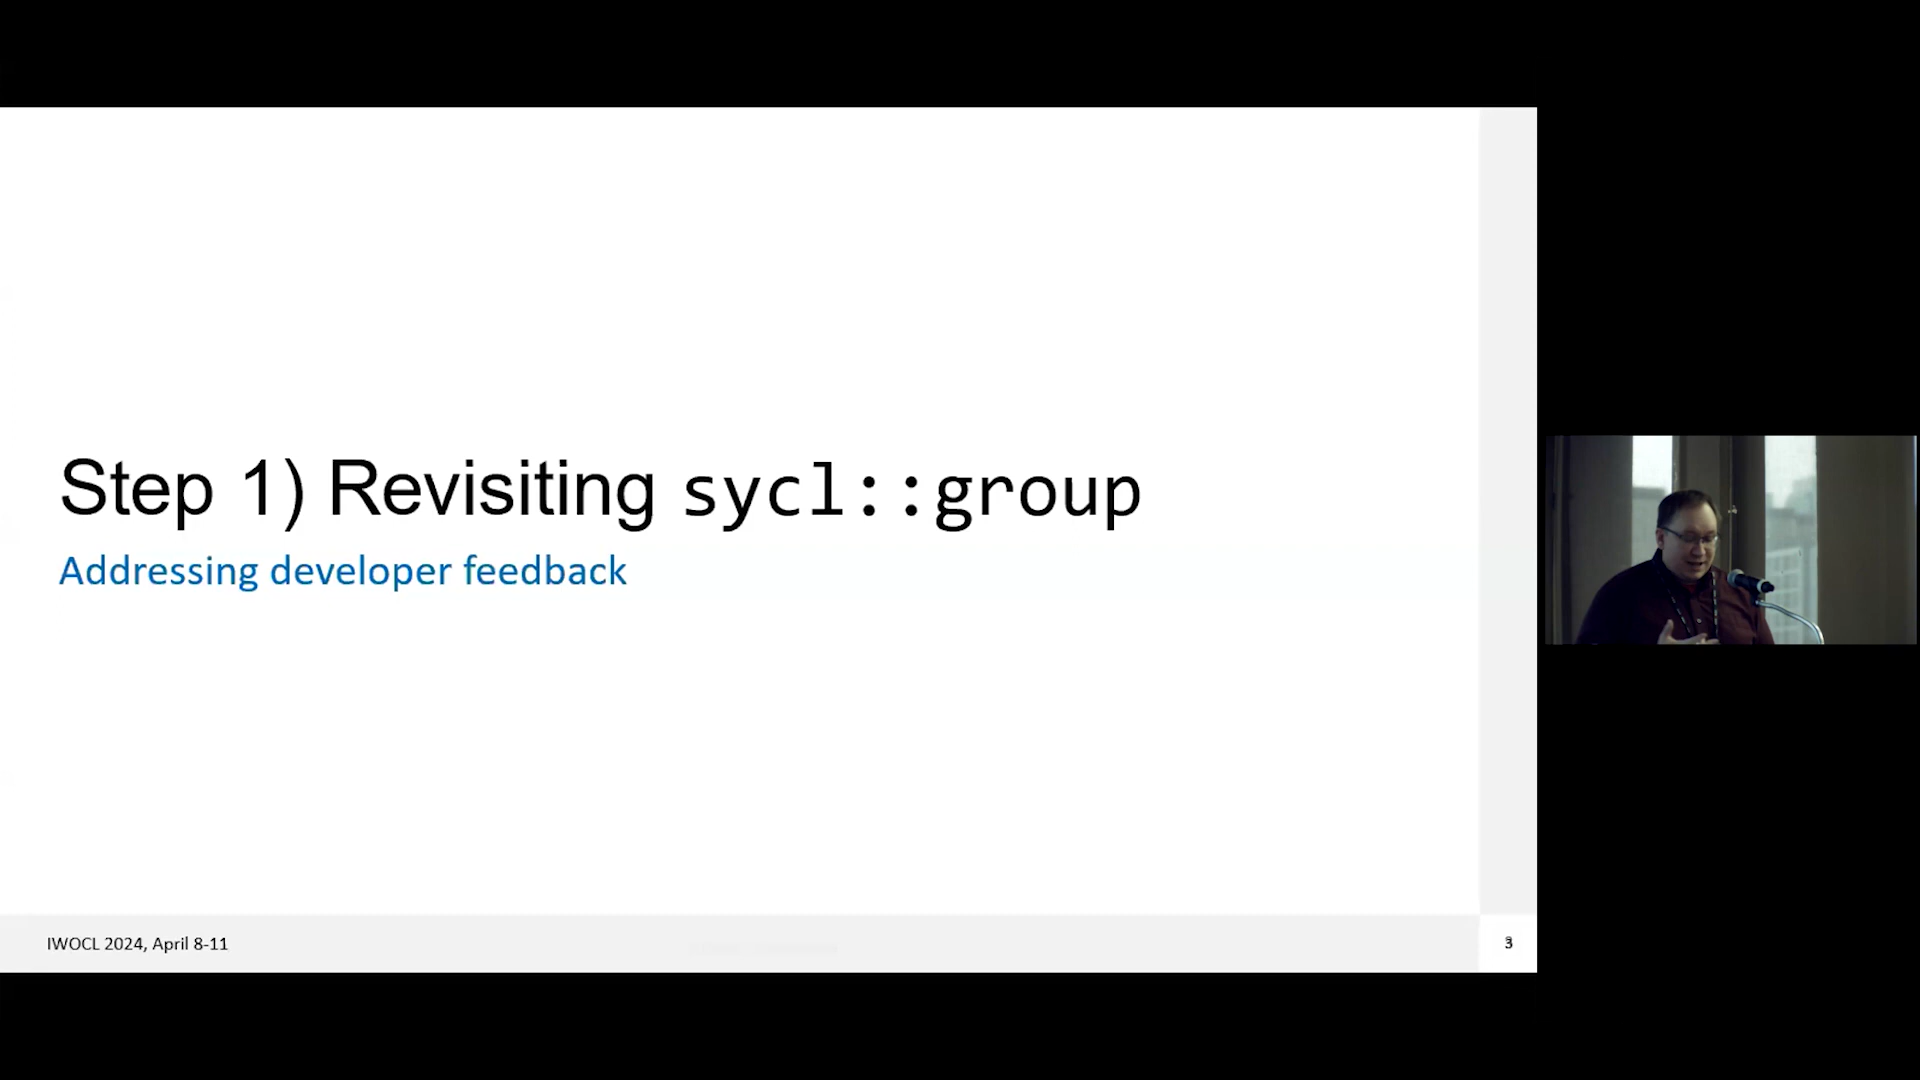 Step 1) Revisiting sycl::group
Addressing developer feedback
IWOCL 2024, April 8-11
3